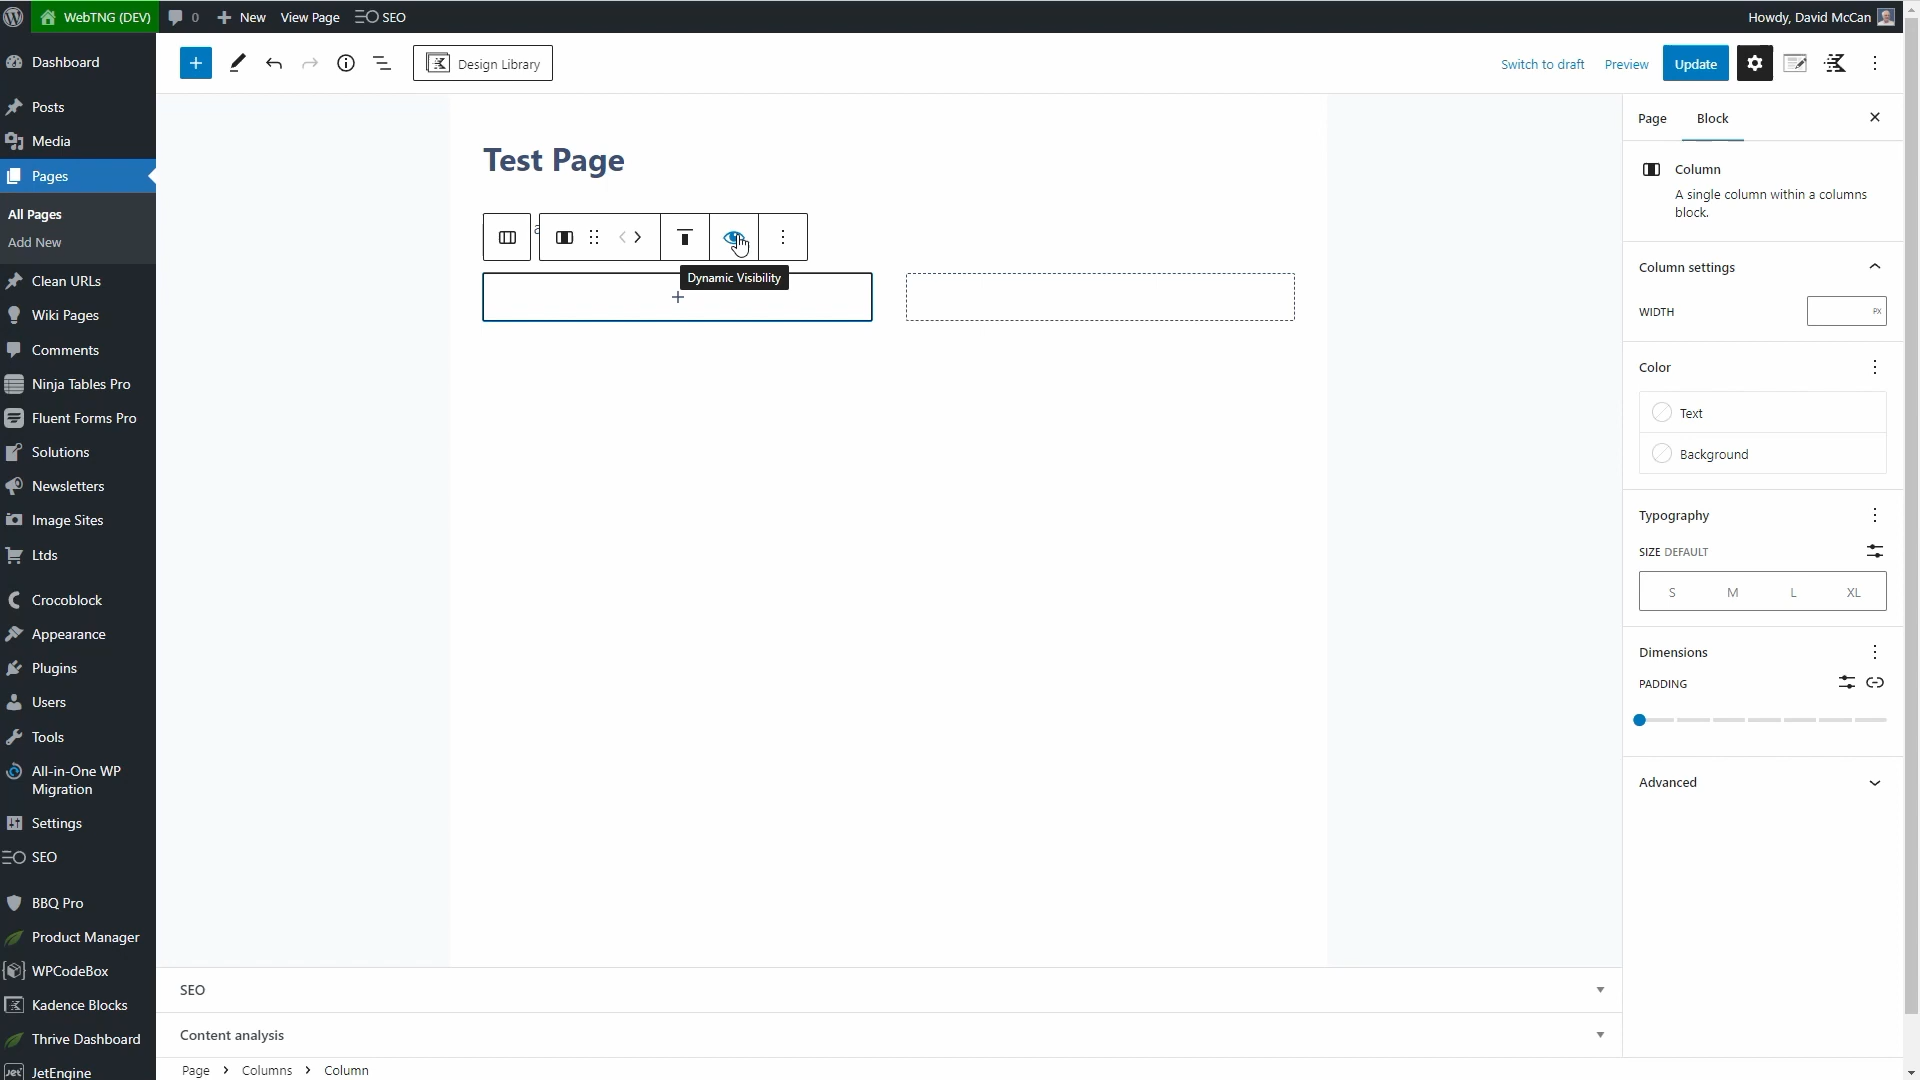 WebTNG (DEV)
0
New
View Page
SEO
Howdy, David McCan
Dashboard
Posts
Media
Pages
All Pages
Add New
Clean URLs
Wiki Pages
Comments
Ninja Tables Pro
Fluent Forms Pro
Solutions
Newsletters
Image Sites
Ltds
Crocoblock
Appearance
Plugins
Users
Tools
All-in-One WP
Migration
Settings
SEO
BBQ Pro
Product Manager
WPCodeBox
Kadence Blocks
Thrive Dashboard
JetEngine
Design Library
Switch to draft
Preview
Update
Test Page
Dynamic Visibility
SEO
Content analysis
Page > Columns > Column
Page
Block
Column
A single column within a columns
block.
Column settings
WIDTH
PX
Color
Text
Background
Typography
SIZE DEFAULT
S M L XL
Dimensions
PADDING
Advanced